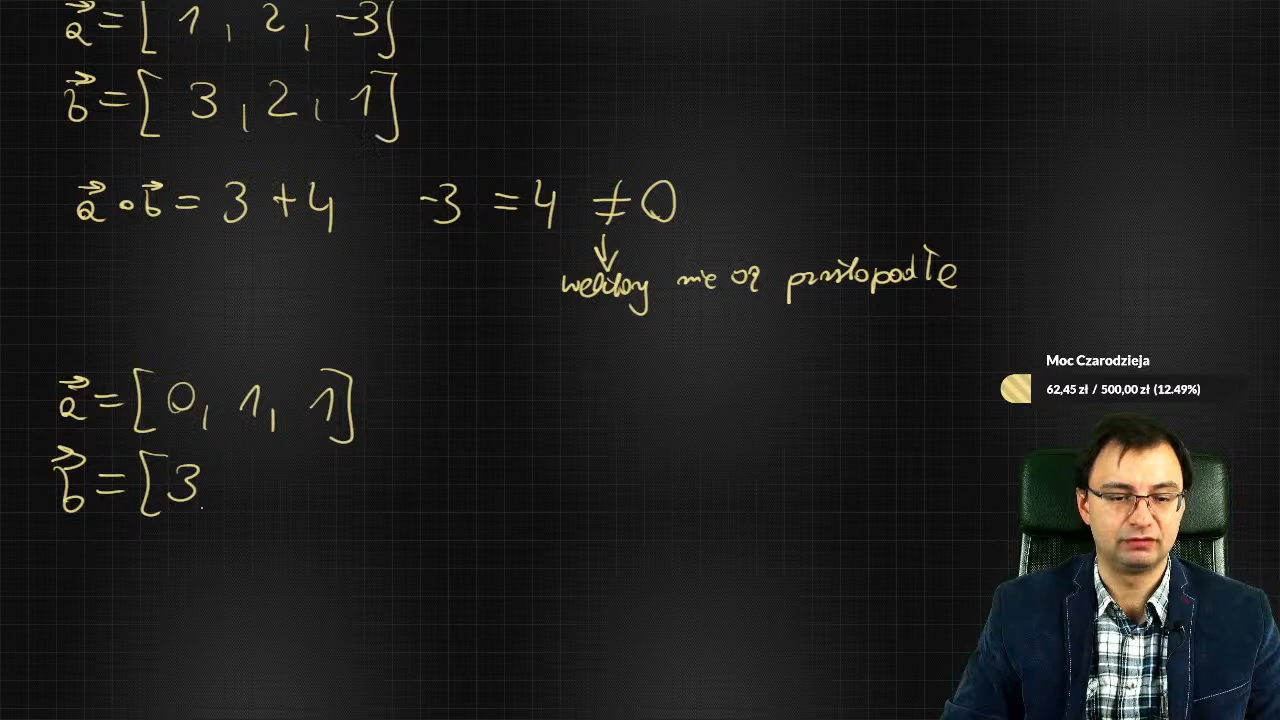 a⃗ = [ 1 , 2 , -3]
b⃗ = [ 3 , 2 , 1]
a⃗ ∘ b⃗ = 3 + 4 -3 = 4 ≠ 0
↓
wektory nie są prostopadłe
a⃗ = [ 0, 1, 1]
b⃗ = [ 3
Moc Czarodzieja
62,45 zł / 500,00 zł (12.49%)